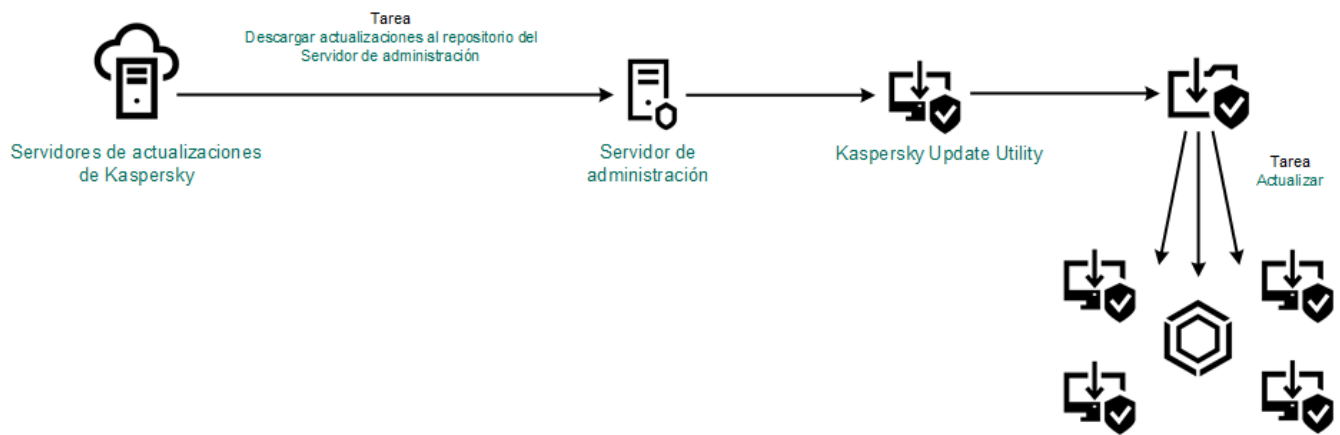 Tarea
Descargar actualizaciones al repositorio del
Servidor de administración
Servidores de actualizaciones
de Kaspersky
Servidor de
administración
Kaspersky Update Utility
Tarea
Actualizar